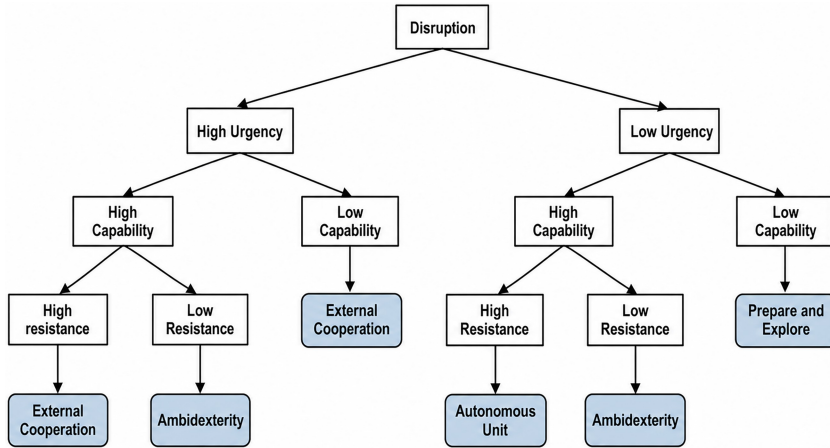 Disruption
High Urgency
Low Urgency
High
Capability
Low
Capability
High
Capability
Low
Capability
High
resistance
Low
Resistance
External
Cooperation
High
Resistance
Low
Resistance
Prepare and
Explore
External
Cooperation
Ambidexterity
Autonomous
Unit
Ambidexterity